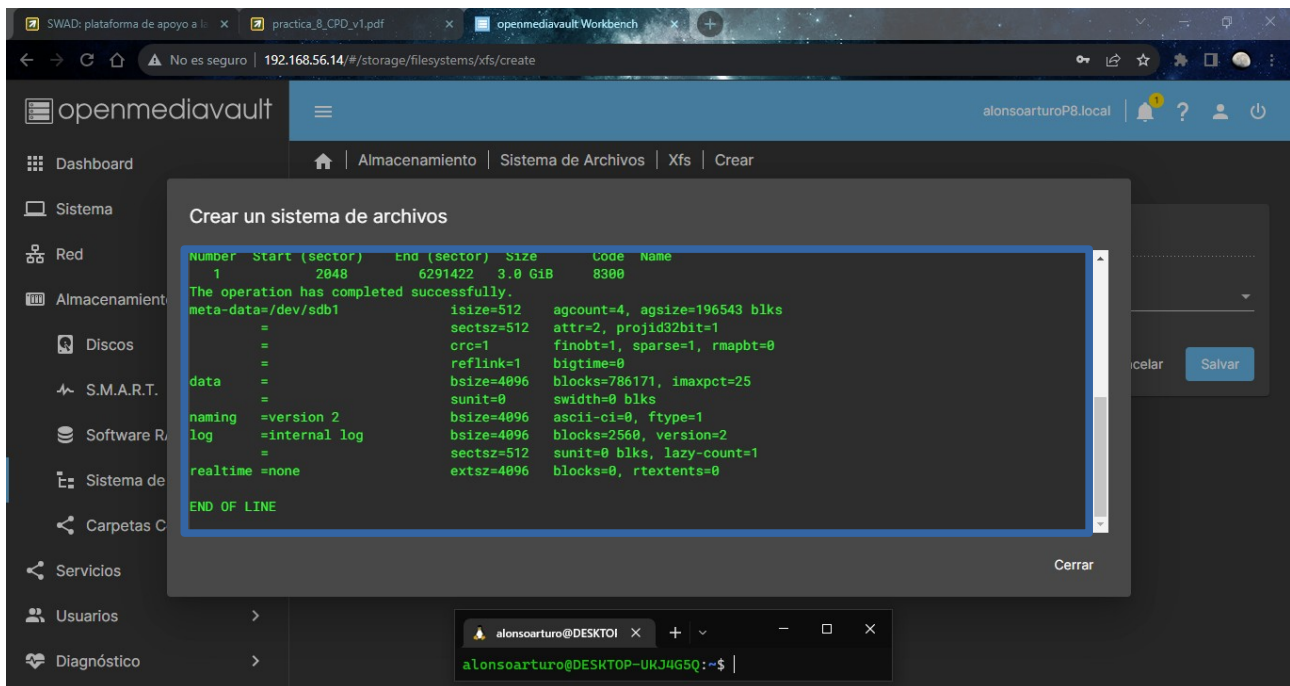 SWAD: plataforma de apoyo a la
practica_8_CPD_v1.pdf
openmediavault Workbench
No es seguro | 192.168.56.14/#/storage/filesystems/xfs/create
openmediavault
alonsoarturoP8.local
1
Dashboard
Almacenamiento | Sistema de Archivos | Xfs | Crear
Sistema
Red
Almacenamiento
Discos
S.M.A.R.T.
Software RA
Sistema de
Carpetas C
Servicios
Usuarios
Diagnóstico
Crear un sistema de archivos
Number Start (sector) End (sector) Size Code Name
1 2048 6291422 3.0 GiB 8300
The operation has completed successfully.
meta-data=/dev/sdb1 isize=512 agcount=4, agsize=196543 blks
= sectsz=512 attr=2, projid32bit=1
= crc=1 finobt=1, sparse=1, rmapbt=0
= reflink=1 bigtime=0
data = bsize=4096 blocks=786171, imaxpct=25
= sunit=0 swidth=0 blks
naming =version 2 bsize=4096 ascii-ci=0, ftype=1
log =internal log bsize=4096 blocks=2560, version=2
= sectsz=512 sunit=0 blks, lazy-count=1
realtime =none extsz=4096 blocks=0, rtextents=0
END OF LINE
Cerrar
celar
Salvar
alonsoarturo@DESKTOP
alonsoarturo@DESKTOP-UKJ4G5Q:~$